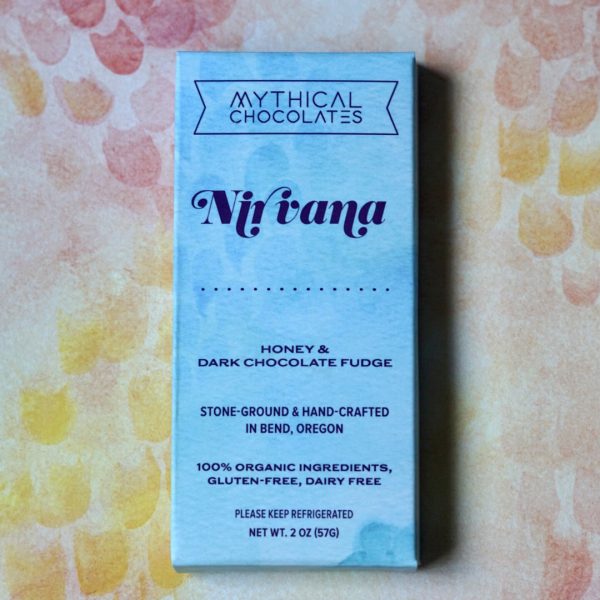 MYTHICAL
CHOCOLATES
Nirvana
HONEY &
DARK CHOCOLATE FUDGE
STONE-GROUND & HAND-CRAFTED
IN BEND, OREGON
100% ORGANIC INGREDIENTS,
GLUTEN-FREE, DAIRY FREE
PLEASE KEEP REFRIGERATED
NET WT. 2 OZ (57G)